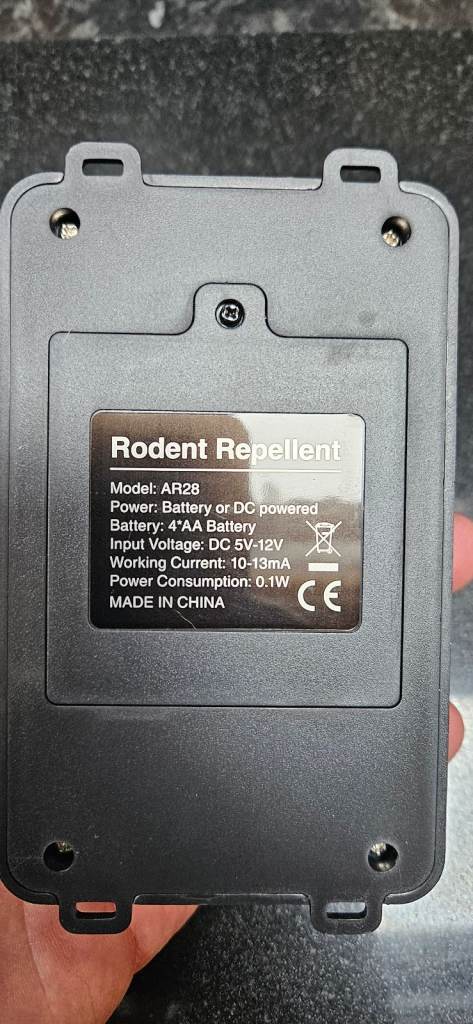 Rodent Repellent
Model: AR28
Power: Battery or DC powered
Battery: 4*AA Battery
Input Voltage: DC 5V-12V
Working Current: 10-13mA
Power Consumption: 0.1W
MADE IN CHINA
CE